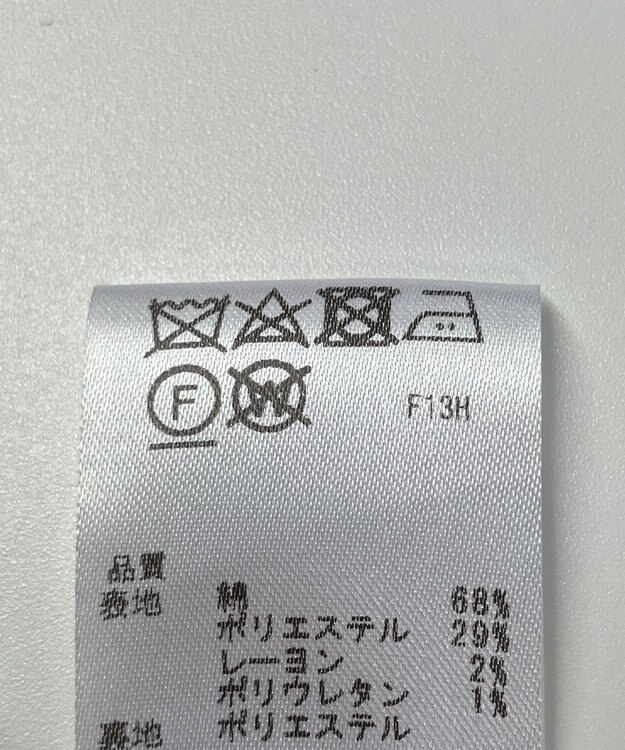 F W F13H
品質
表地 綿 68%
ポリエステル 29%
レーヨン 2%
ポリウレタン 1%
裏地 ポリエステル